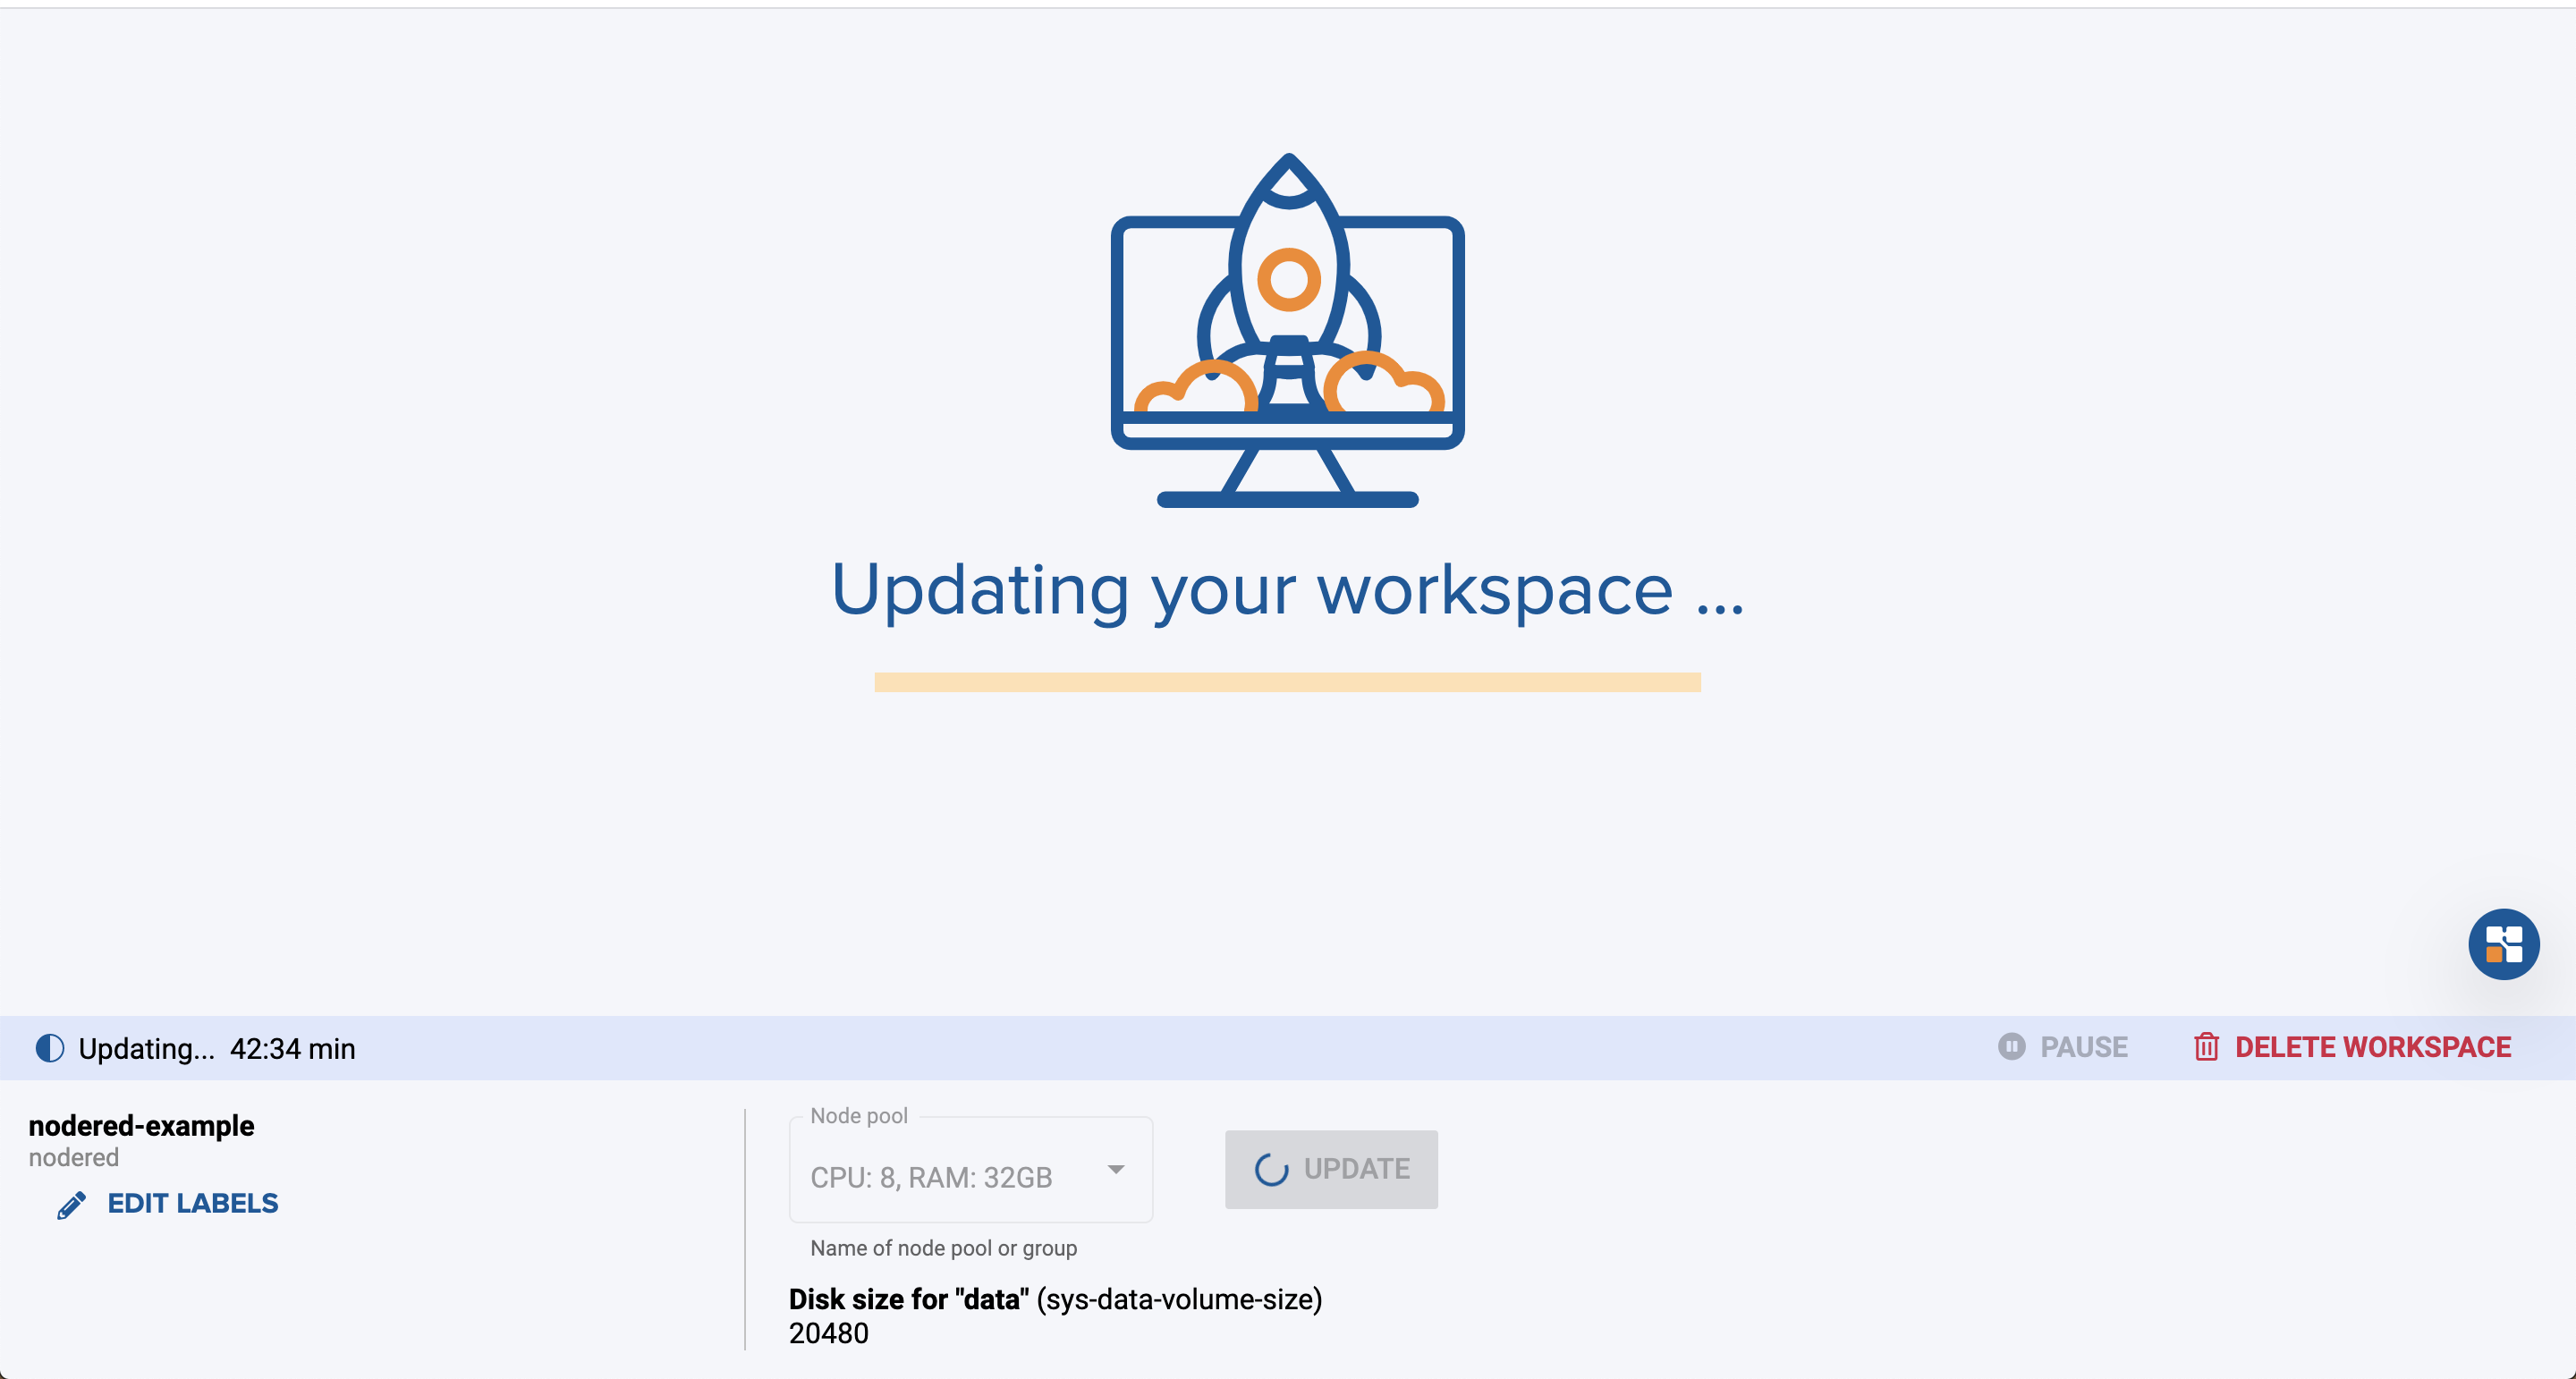 Updating your workspace ...
Updating... 42:34 min
PAUSE
DELETE WORKSPACE
nodered-example
nodered
EDIT LABELS
Node pool
CPU: 8, RAM: 32GB
UPDATE
Name of node pool or group
Disk size for "data" (sys-data-volume-size)
20480